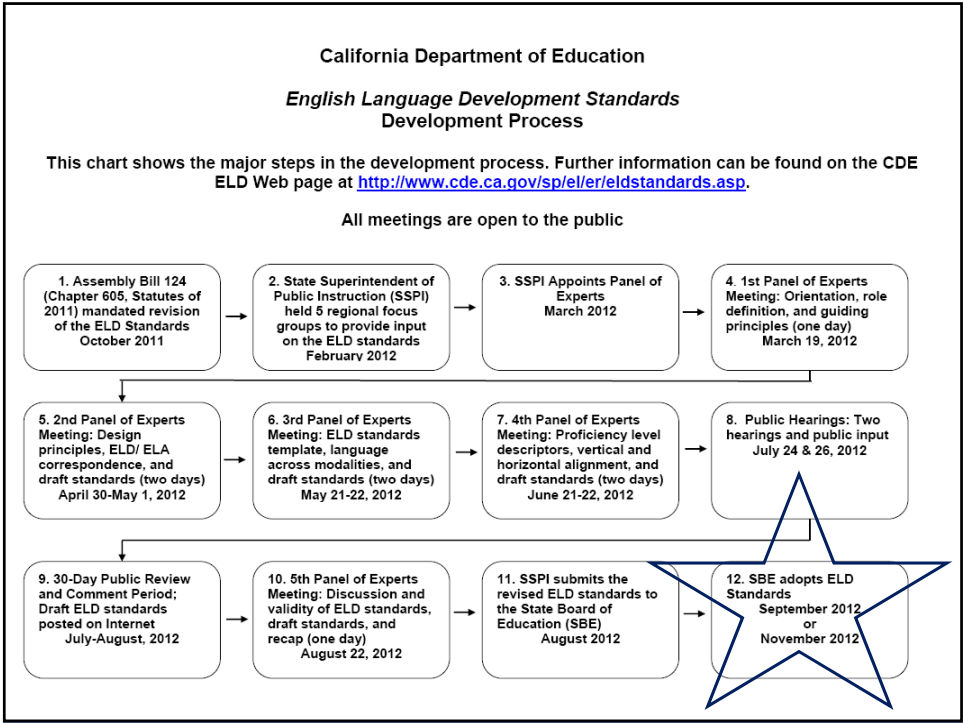 California Department of Education
English Language Development Standards
Development Process
This chart shows the major steps in the development process. Further information can be found on the CDE
ELD Web page at http://www.cde.ca.gov/sp/el/er/eldstandards.asp.
All meetings are open to the public
1. Assembly Bill 124
(Chapter 605, Statutes of
2011) mandated revision
of the ELD Standards
October 2011
2. State Superintendent of
Public Instruction (SSPI)
held 5 regional focus
groups to provide input
on the ELD standards
February 2012
3. SSPI Appoints Panel of
Experts
March 2012
4. 1st Panel of Experts
Meeting: Orientation, role
definition, and guiding
principles (one day)
March 19, 2012
5. 2nd Panel of Experts
Meeting: Design
principles, ELD/ ELA
correspondence, and
draft standards (two days)
April 30-May 1, 2012
6. 3rd Panel of Experts
Meeting: ELD standards
template, language
across modalities, and
draft standards (two days)
May 21-22, 2012
7. 4th Panel of Experts
Meeting: Proficiency level
descriptors, vertical and
horizontal alignment, and
draft standards (two days)
June 21-22, 2012
8. Public Hearings: Two
hearings and public input
July 24 & 26, 2012
9. 30-Day Public Review
and Comment Period;
Draft ELD standards
posted on Internet
July-August, 2012
10. 5th Panel of Experts
Meeting: Discussion and
validity of ELD standards,
draft standards, and
recap (one day)
August 22, 2012
11. SSPI submits the
revised ELD standards to
the State Board of
Education (SBE)
August 2012
12. SBE adopts ELD
Standards
September 2012
or
November 2012